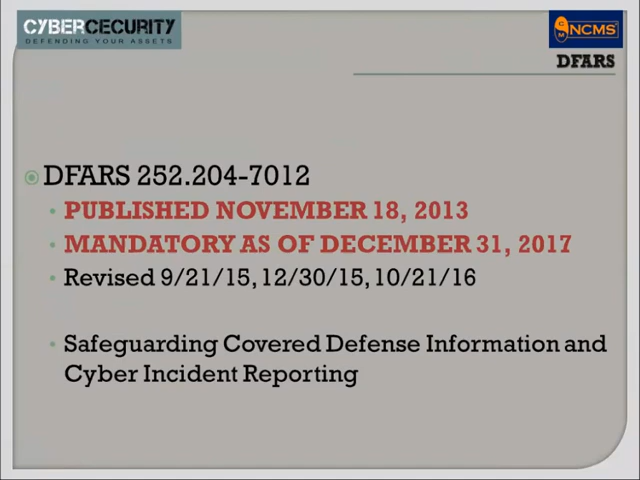 CYBERCECURITY
DEFENDING YOUR ASSETS
NCMS
DFARS
DFARS 252.204-7012
PUBLISHED NOVEMBER 18, 2013
MANDATORY AS OF DECEMBER 31, 2017
Revised 9/21/15, 12/30/15, 10/21/16
Safeguarding Covered Defense Information and
Cyber Incident Reporting